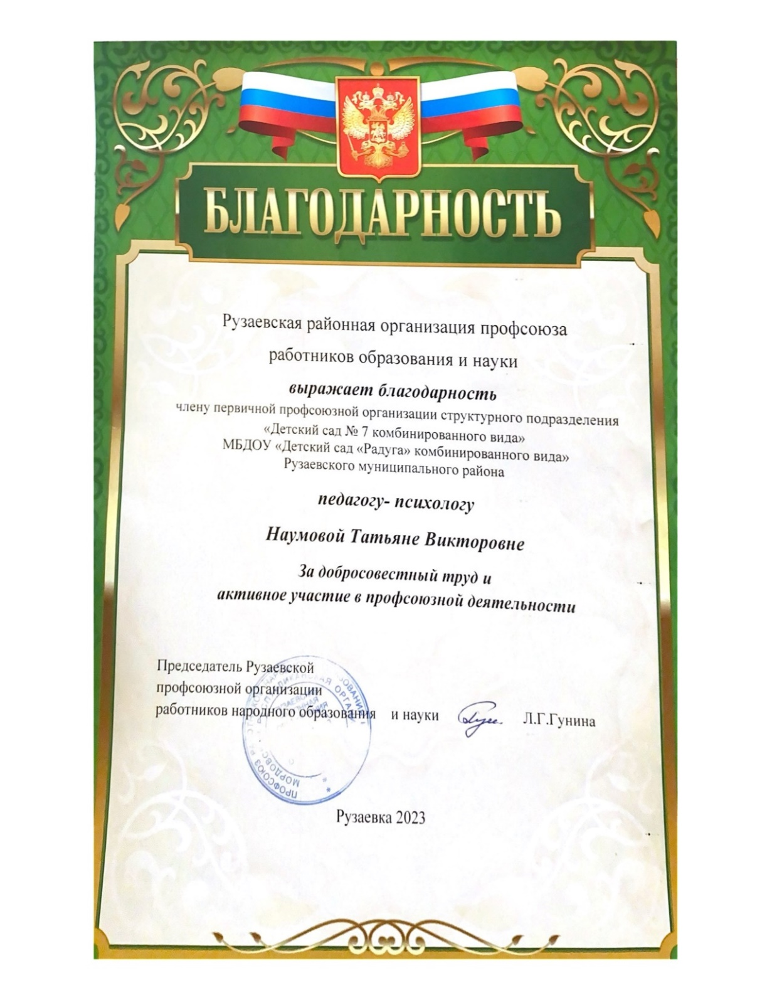 БЛАГОДАРНОСТЬ
Рузаевская районная организация профсоюза
работников образования и науки
выражает благодарность
члену первичной профсоюзной организации структурного подразделения
«Детский сад № 7 комбинированного вида»
МБДОУ «Детский сад «Радуга» комбинированного вида»
Рузаевского муниципального района
педагогу- психологу
Наумовой Татьяне Викторовне
За добросовестный труд и
активное участие в профсоюзной деятельности
Председатель Рузаевской
профсоюзной организации
работников народного образования и науки Л.Г.Гунина
ПРОФСО�юЗ
Рузаевка 2023